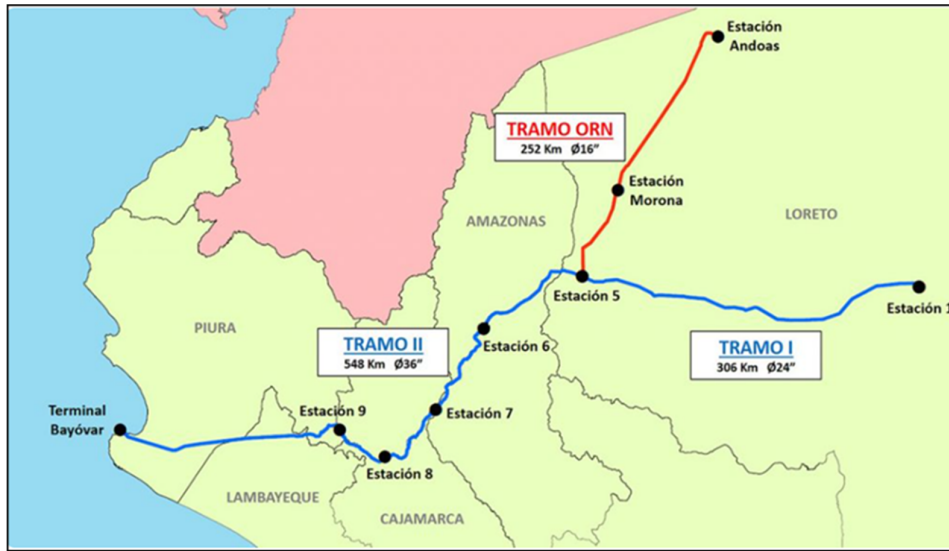 Estación
Andoas
TRAMO ORN
252 Km Ø16”
Estación
Morona
AMAZONAS
LORETO
Estación 5
Estación 1
PIURA
TRAMO II
548 Km Ø36”
Estación 6
TRAMO I
306 Km Ø24”
Terminal
Bayóvar
Estación 9
Estación 7
Estación 8
LAMBAYEQUE
CAJAMARCA